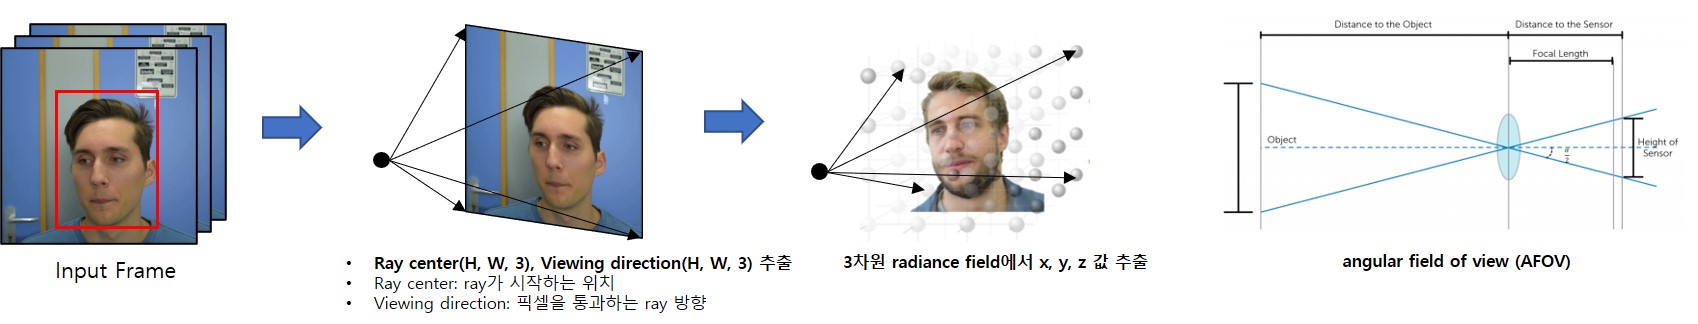 Input Frame
• Ray center(H, W, 3), Viewing direction(H, W, 3) 추출
• Ray center: ray가 시작하는 위치
• Viewing direction: 픽셀을 통과하는 ray 방향
3차원 radiance field에서 x, y, z 값 추출
Distance to the Object
Distance to the Sensor
Focal Length
Object
Height of
Sensor
angular field of view (AFOV)